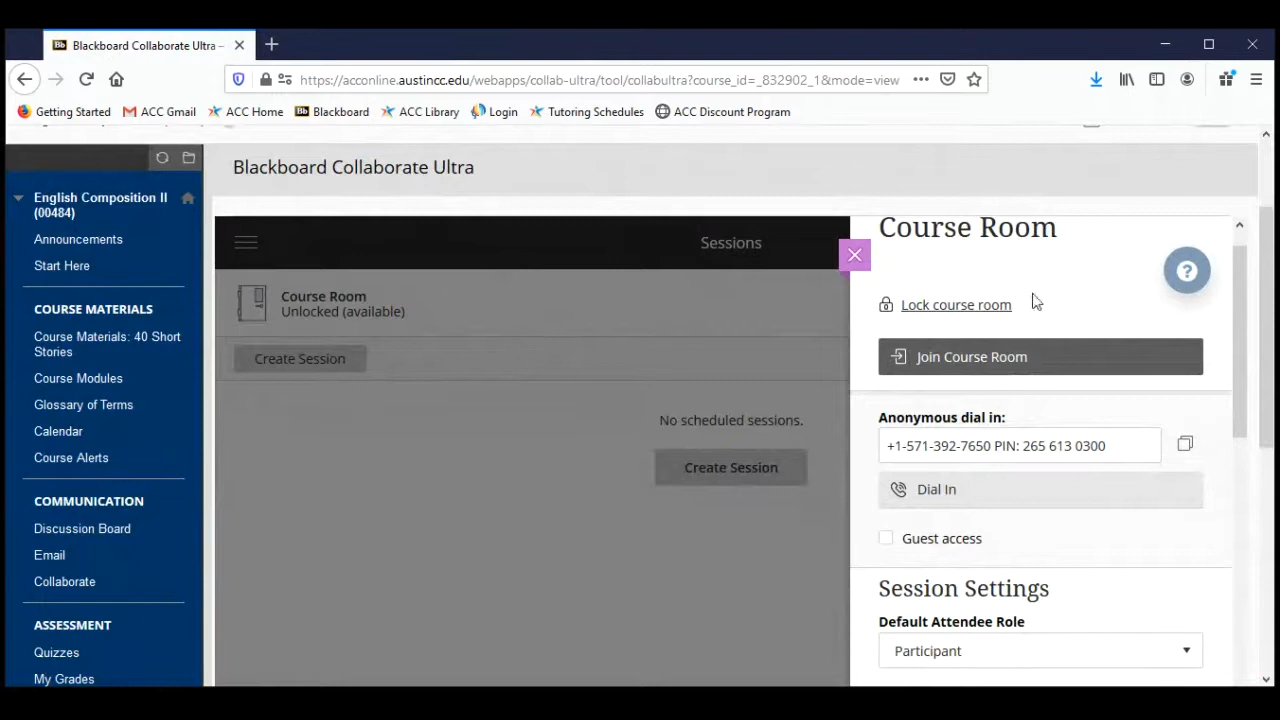 Blackboard Collaborate Ultra –
https://acconline.austincc.edu/webapps/collab-ultra/tool/collabultra?course_id=_832902_1&mode=view
Getting Started
ACC Gmail
ACC Home
Blackboard
ACC Library
Login
Tutoring Schedules
ACC Discount Program
Blackboard Collaborate Ultra
English Composition II
(00484)
Announcements
Start Here
COURSE MATERIALS
Course Materials: 40 Short
Stories
Course Modules
Glossary of Terms
Calendar
Course Alerts
COMMUNICATION
Discussion Board
Email
Collaborate
ASSESSMENT
Quizzes
My Grades
Sessions
Course Room
Unlocked (available)
Create Session
No scheduled sessions.
Create Session
Course Room
Lock course room
Join Course Room
Anonymous dial in:
+1-571-392-7650 PIN: 265 613 0300
Dial In
Guest access
Session Settings
Default Attendee Role
Participant